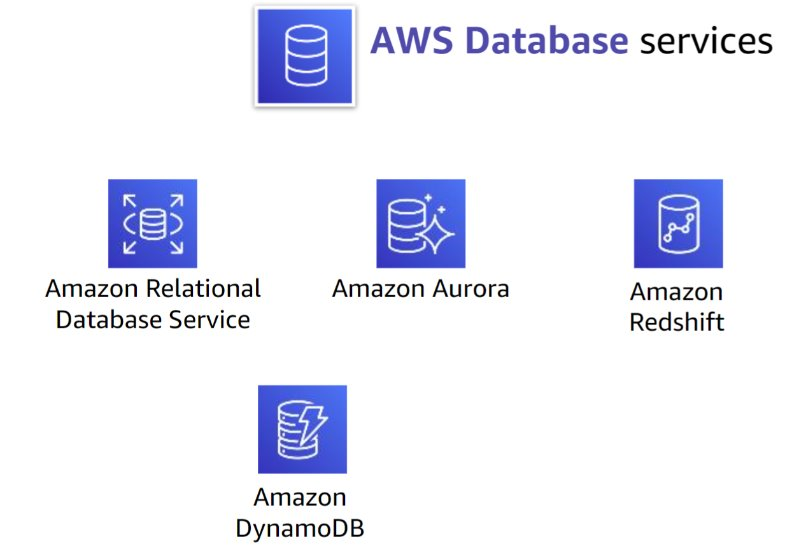 AWS Database services
Amazon Relational
Database Service
Amazon Aurora
Amazon
Redshift
Amazon
DynamoDB